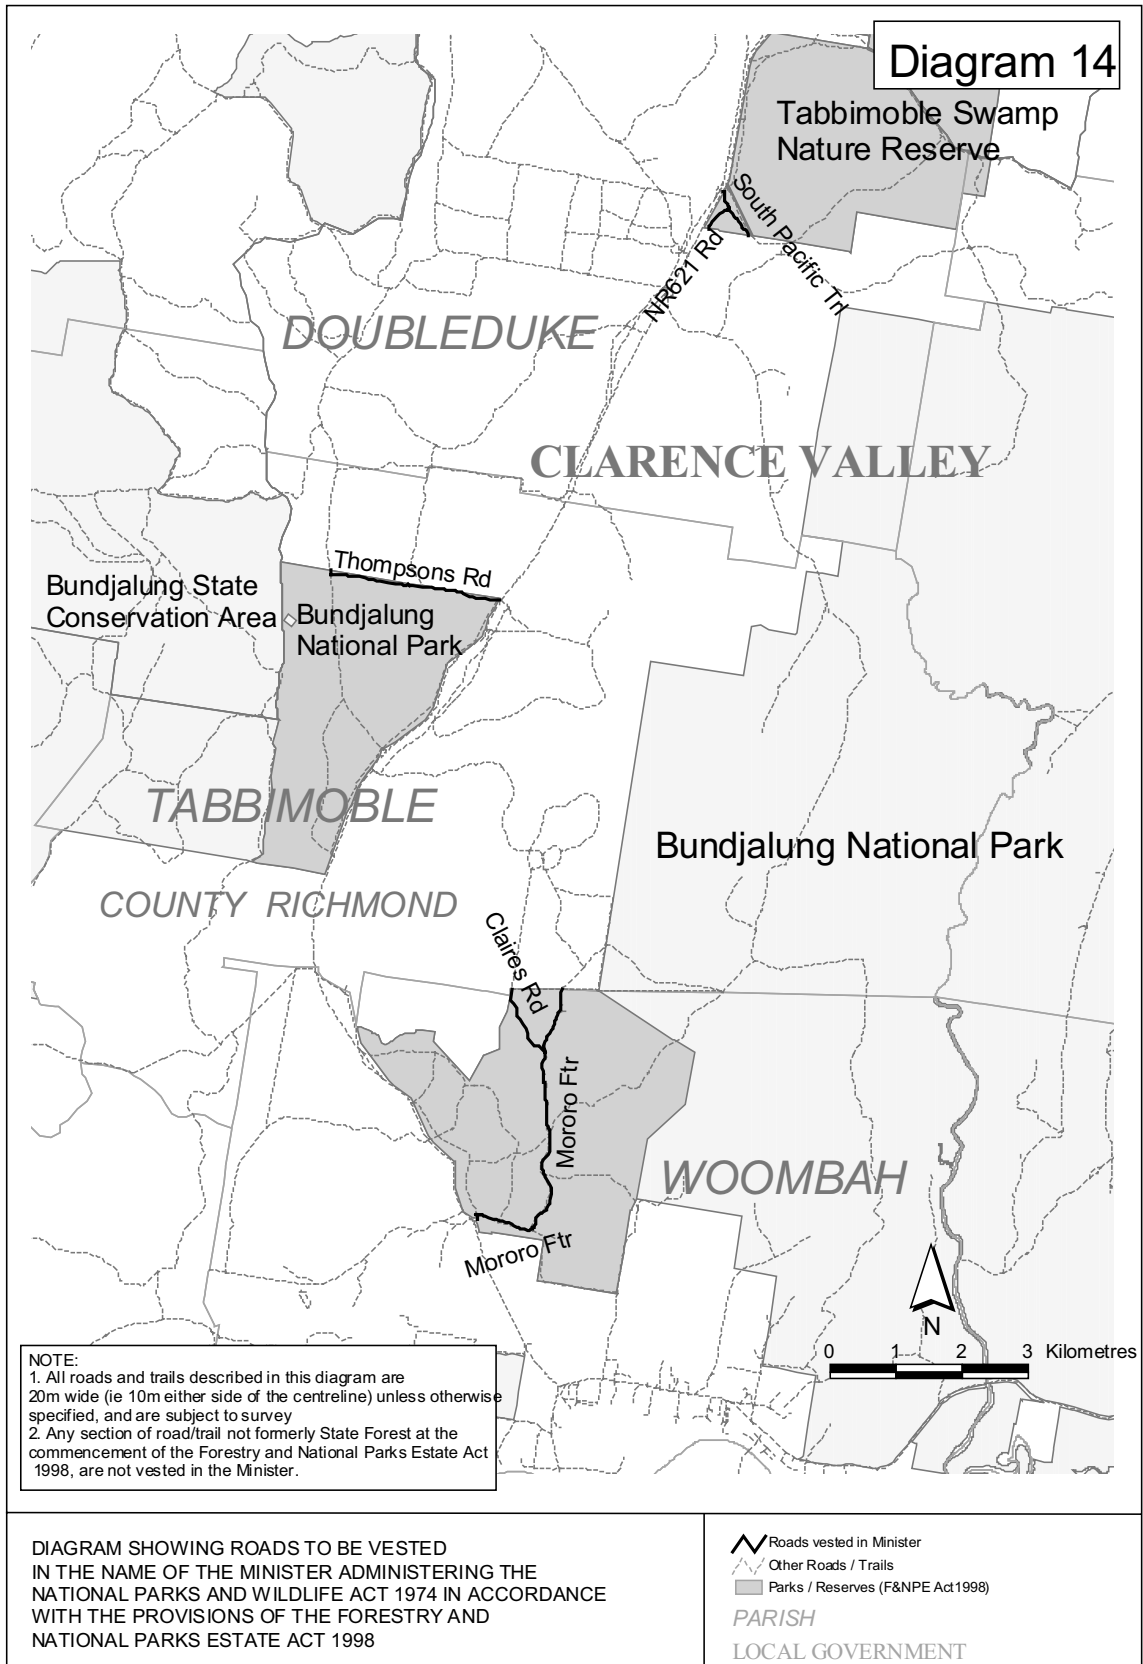 Diagram 14
Tabbimoble Swamp
Nature Reserve
South Pacific Trl
NR621 Rd
DOUBLEDUKE
CLARENCE VALLEY
Thompsons Rd
Bundjalung State
Conservation Area
Bundjalung
National Park
TABBIMOBLE
Bundjalung National Park
COUNTY RICHMOND
Claires Rd
Mororo Ftr
WOOMBAH
Mororo Ftr
N
0 1 2 3 Kilometres
NOTE:
1. All roads and trails described in this diagram are
20m wide (ie 10m either side of the centreline) unless otherwise
specified, and are subject to survey
2. Any section of road/trail not formerly State Forest at the
commencement of the Forestry and National Parks Estate Act
1998, are not vested in the Minister.
DIAGRAM SHOWING ROADS TO BE VESTED
IN THE NAME OF THE MINISTER ADMINISTERING THE
NATIONAL PARKS AND WILDLIFE ACT 1974 IN ACCORDANCE
WITH THE PROVISIONS OF THE FORESTRY AND
NATIONAL PARKS ESTATE ACT 1998
Roads vested in Minister
Other Roads / Trails
Parks / Reserves (F&NPE Act1998)
PARISH
LOCAL GOVERNMENT